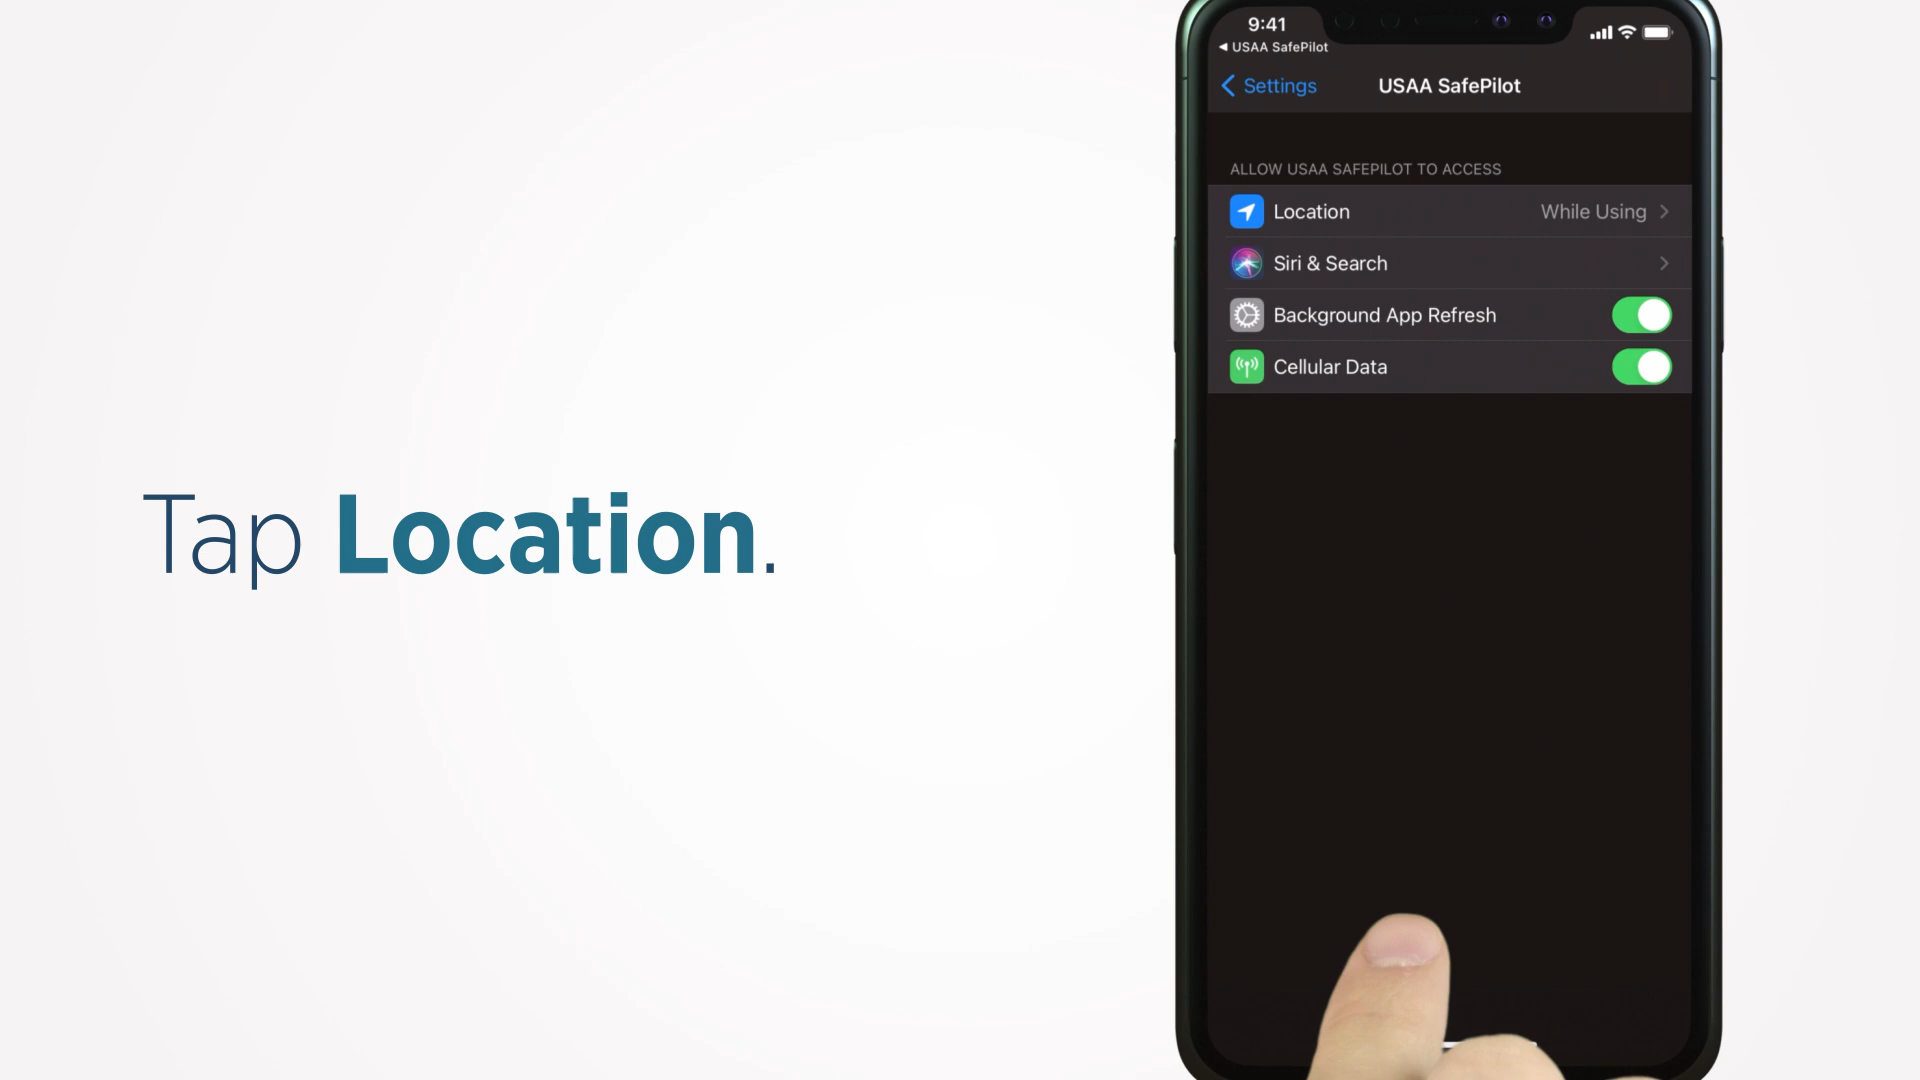 Tap Location.
9:41
◀ USAA SafePilot
Settings
USAA SafePilot
ALLOW USAA SAFEPILOT TO ACCESS
Location
While Using
Siri & Search
Background App Refresh
Cellular Data